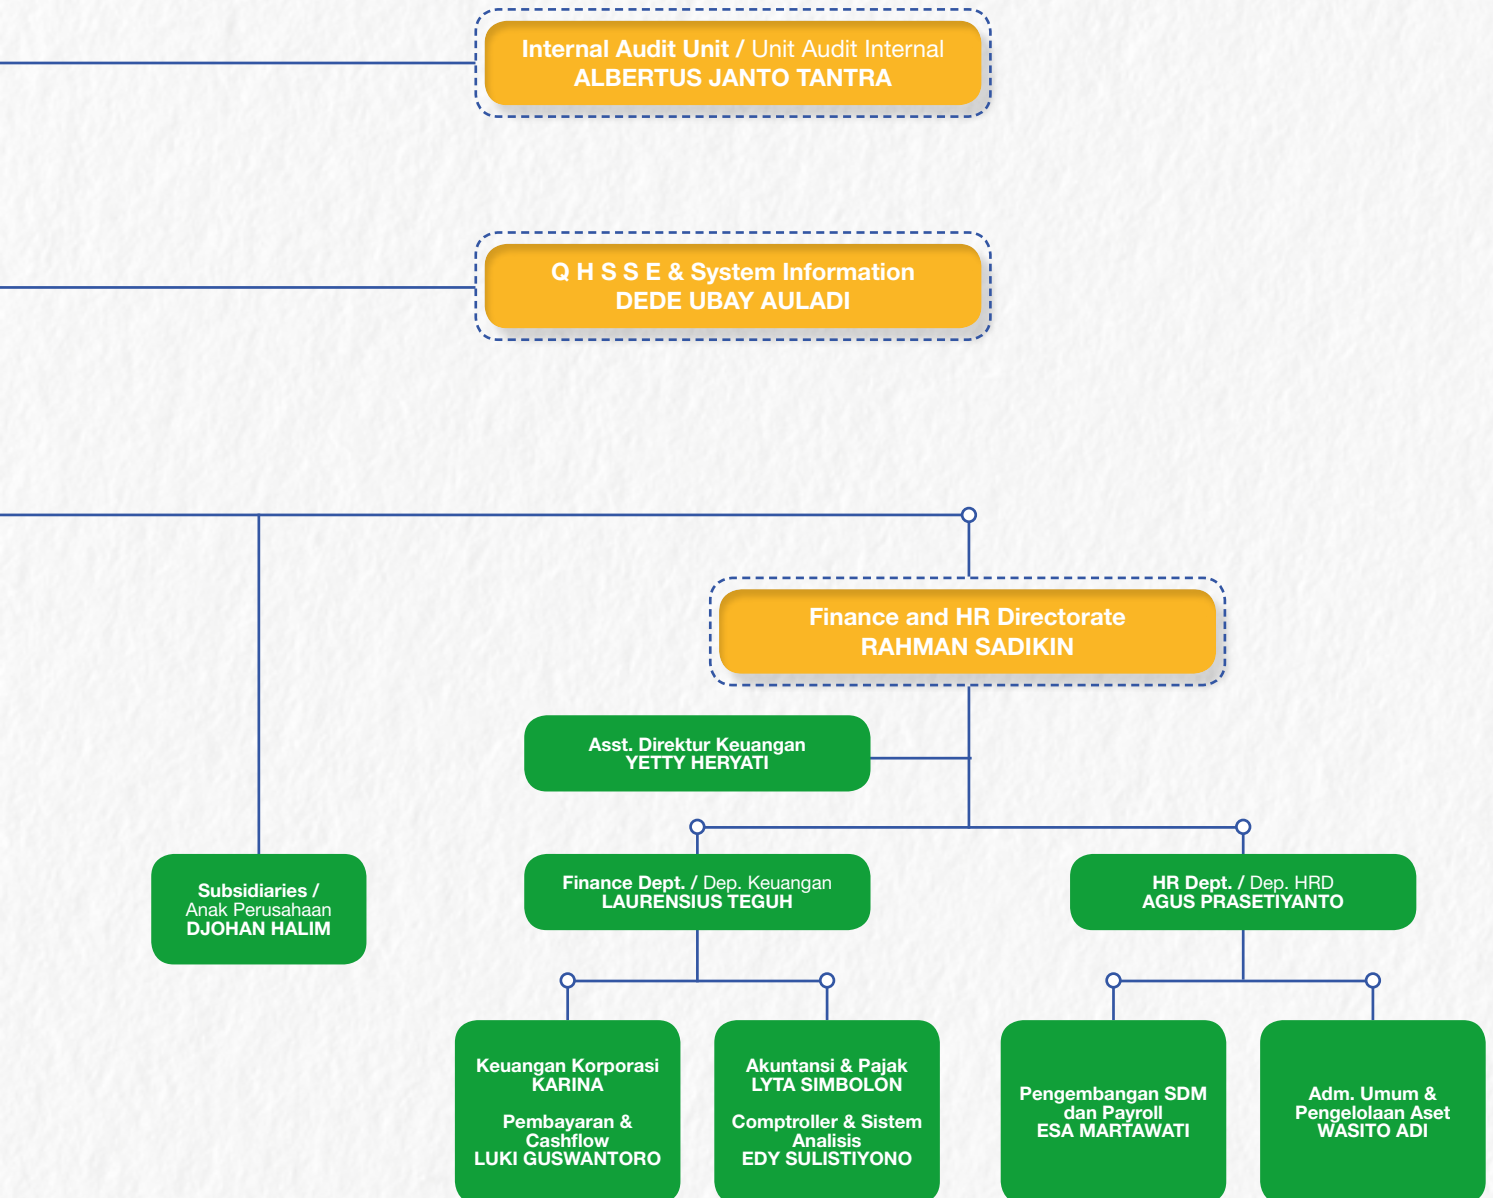 Internal Audit Unit / Unit Audit Internal
ALBERTUS JANTO TANTRA
Q H S S E & System Information
DEDE UBAY AULADI
Finance and HR Directorate
RAHMAN SADIKIN
Asst. Direktur Keuangan
YETTY HERYATI
Subsidiaries /
Anak Perusahaan
DJOHAN HALIM
Finance Dept. / Dep. Keuangan
LAURENSIUS TEGUH
HR Dept. / Dep. HRD
AGUS PRASETIYANTO
Keuangan Korporasi
KARINA
Pembayaran &
Cashflow
LUKI GUSWANTORO
Akuntansi & Pajak
LYTA SIMBOLON
Comptroller & Sistem
Analisis
EDY SULISTIYONO
Pengembangan SDM
dan Payroll
ESA MARTAWATI
Adm. Umum &
Pengelolaan Aset
WASITO ADI